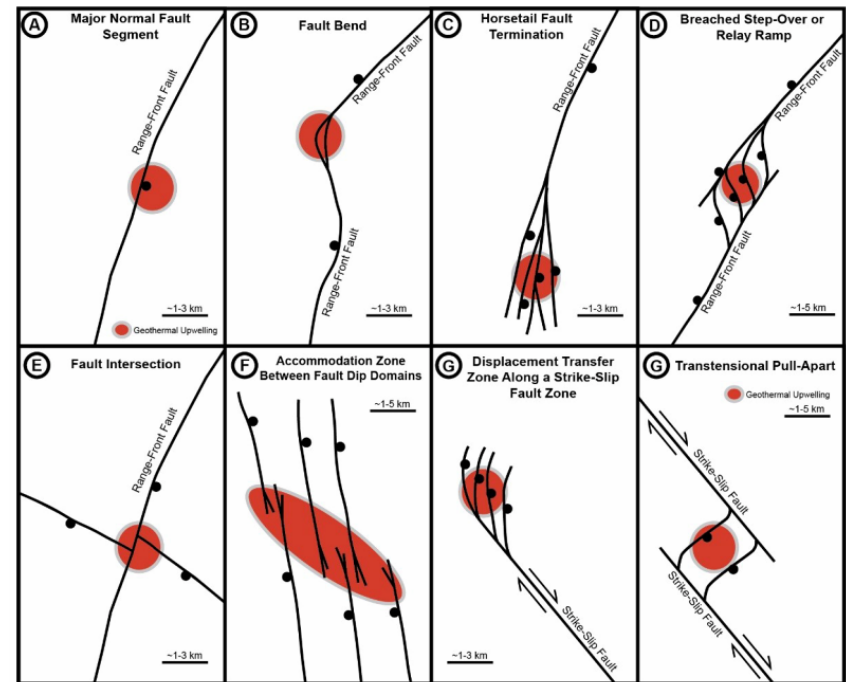 A
Major Normal Fault
Segment
Range-Front Fault
~1-3 km
Geothermal Upwelling
B
Fault Bend
Range-Front Fault
Range-Front Fault
~1-3 km
C
Horsetail Fault
Termination
Range-Front Fault
~1-3 km
D
Breached Step-Over or
Relay Ramp
Range-Front Fault
Range-Front Fault
~1-5 km
E
Fault Intersection
Range-Front Fault
~1-3 km
F
Accommodation Zone
Between Fault Dip Domains
~1-5 km
G
Displacement Transfer
Zone Along a Strike-Slip
Fault Zone
Strike-Slip Fault
~1-3 km
G
Transtensional Pull-Apart
Geothermal Upwelling
~1-5 km
Strike-Slip Fault
Strike-Slip Fault